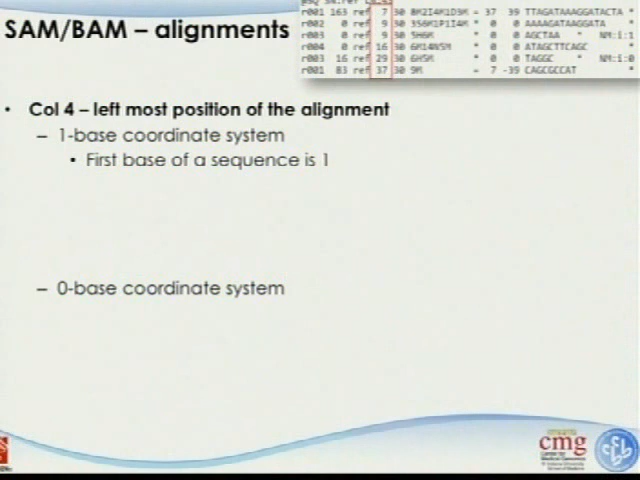 SAM/BAM – alignments
r001 163 ref 7 30 8M2I4M1D3M = 37 39 TTAGATAAAGGATACTA *
r002 0 ref 9 30 3S6M1P1I4M * 0 0 AAAAGATAAGGATA *
r003 0 ref 9 30 5H6M * 0 0 AGCTAA * NM:i:1
r004 0 ref 16 30 6M14N5M * 0 0 ATAGCTTCAGC *
r003 16 ref 29 30 6H5M * 0 0 TAGGC * NM:i:0
r001 83 ref 37 30 9M = 7 -39 CAGCGCCAT *
• Col 4 – left most position of the alignment
– 1-base coordinate system
• First base of a sequence is 1
– 0-base coordinate system
cmg